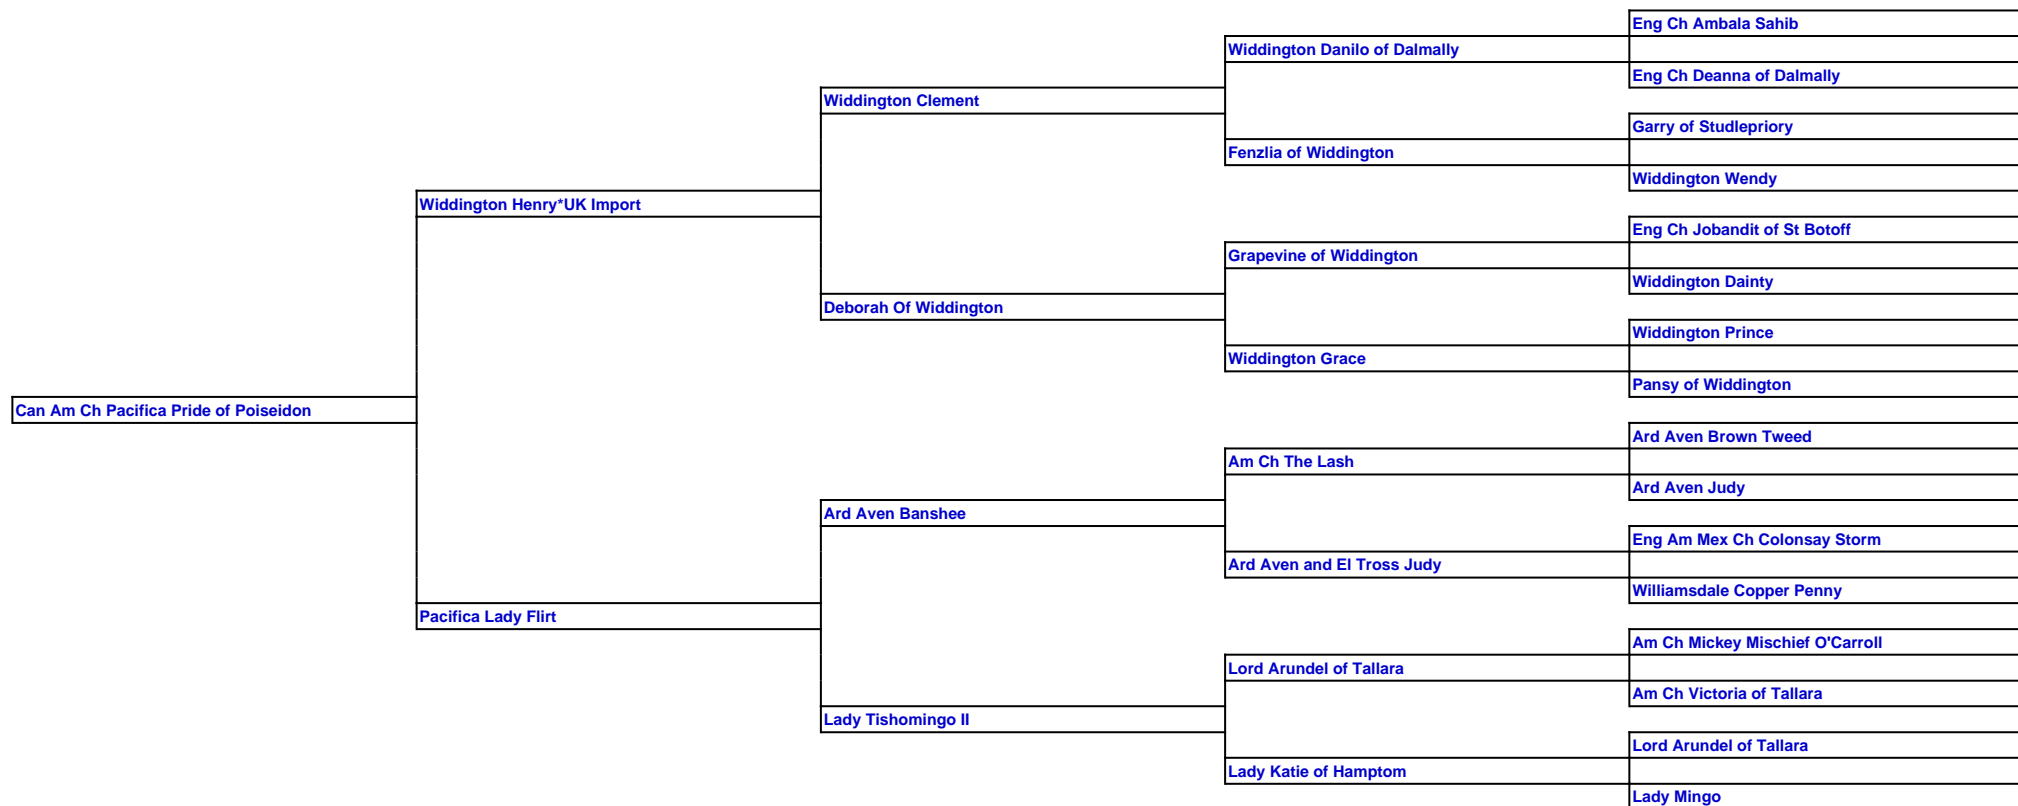 Eng Ch Ambala Sahib
Widdington Danilo of Dalmally
Eng Ch Deanna of Dalmally
Widdington Clement
Garry of Studlepriory
Fenzlia of Widdington
Widdington Wendy
Widdington Henry*UK Import
Eng Ch Jobandit of St Botoff
Grapevine of Widdington
Widdington Dainty
Deborah Of Widdington
Widdington Prince
Widdington Grace
Pansy of Widdington
Can Am Ch Pacifica Pride of Poiseidon
Ard Aven Brown Tweed
Am Ch The Lash
Ard Aven Judy
Ard Aven Banshee
Eng Am Mex Ch Colonsay Storm
Ard Aven and El Tross Judy
Williamsdale Copper Penny
Pacifica Lady Flirt
Am Ch Mickey Mischief O'Carroll
Lord Arundel of Tallara
Am Ch Victoria of Tallara
Lady Tishomingo II
Lord Arundel of Tallara
Lady Katie of Hamptom
Lady Mingo